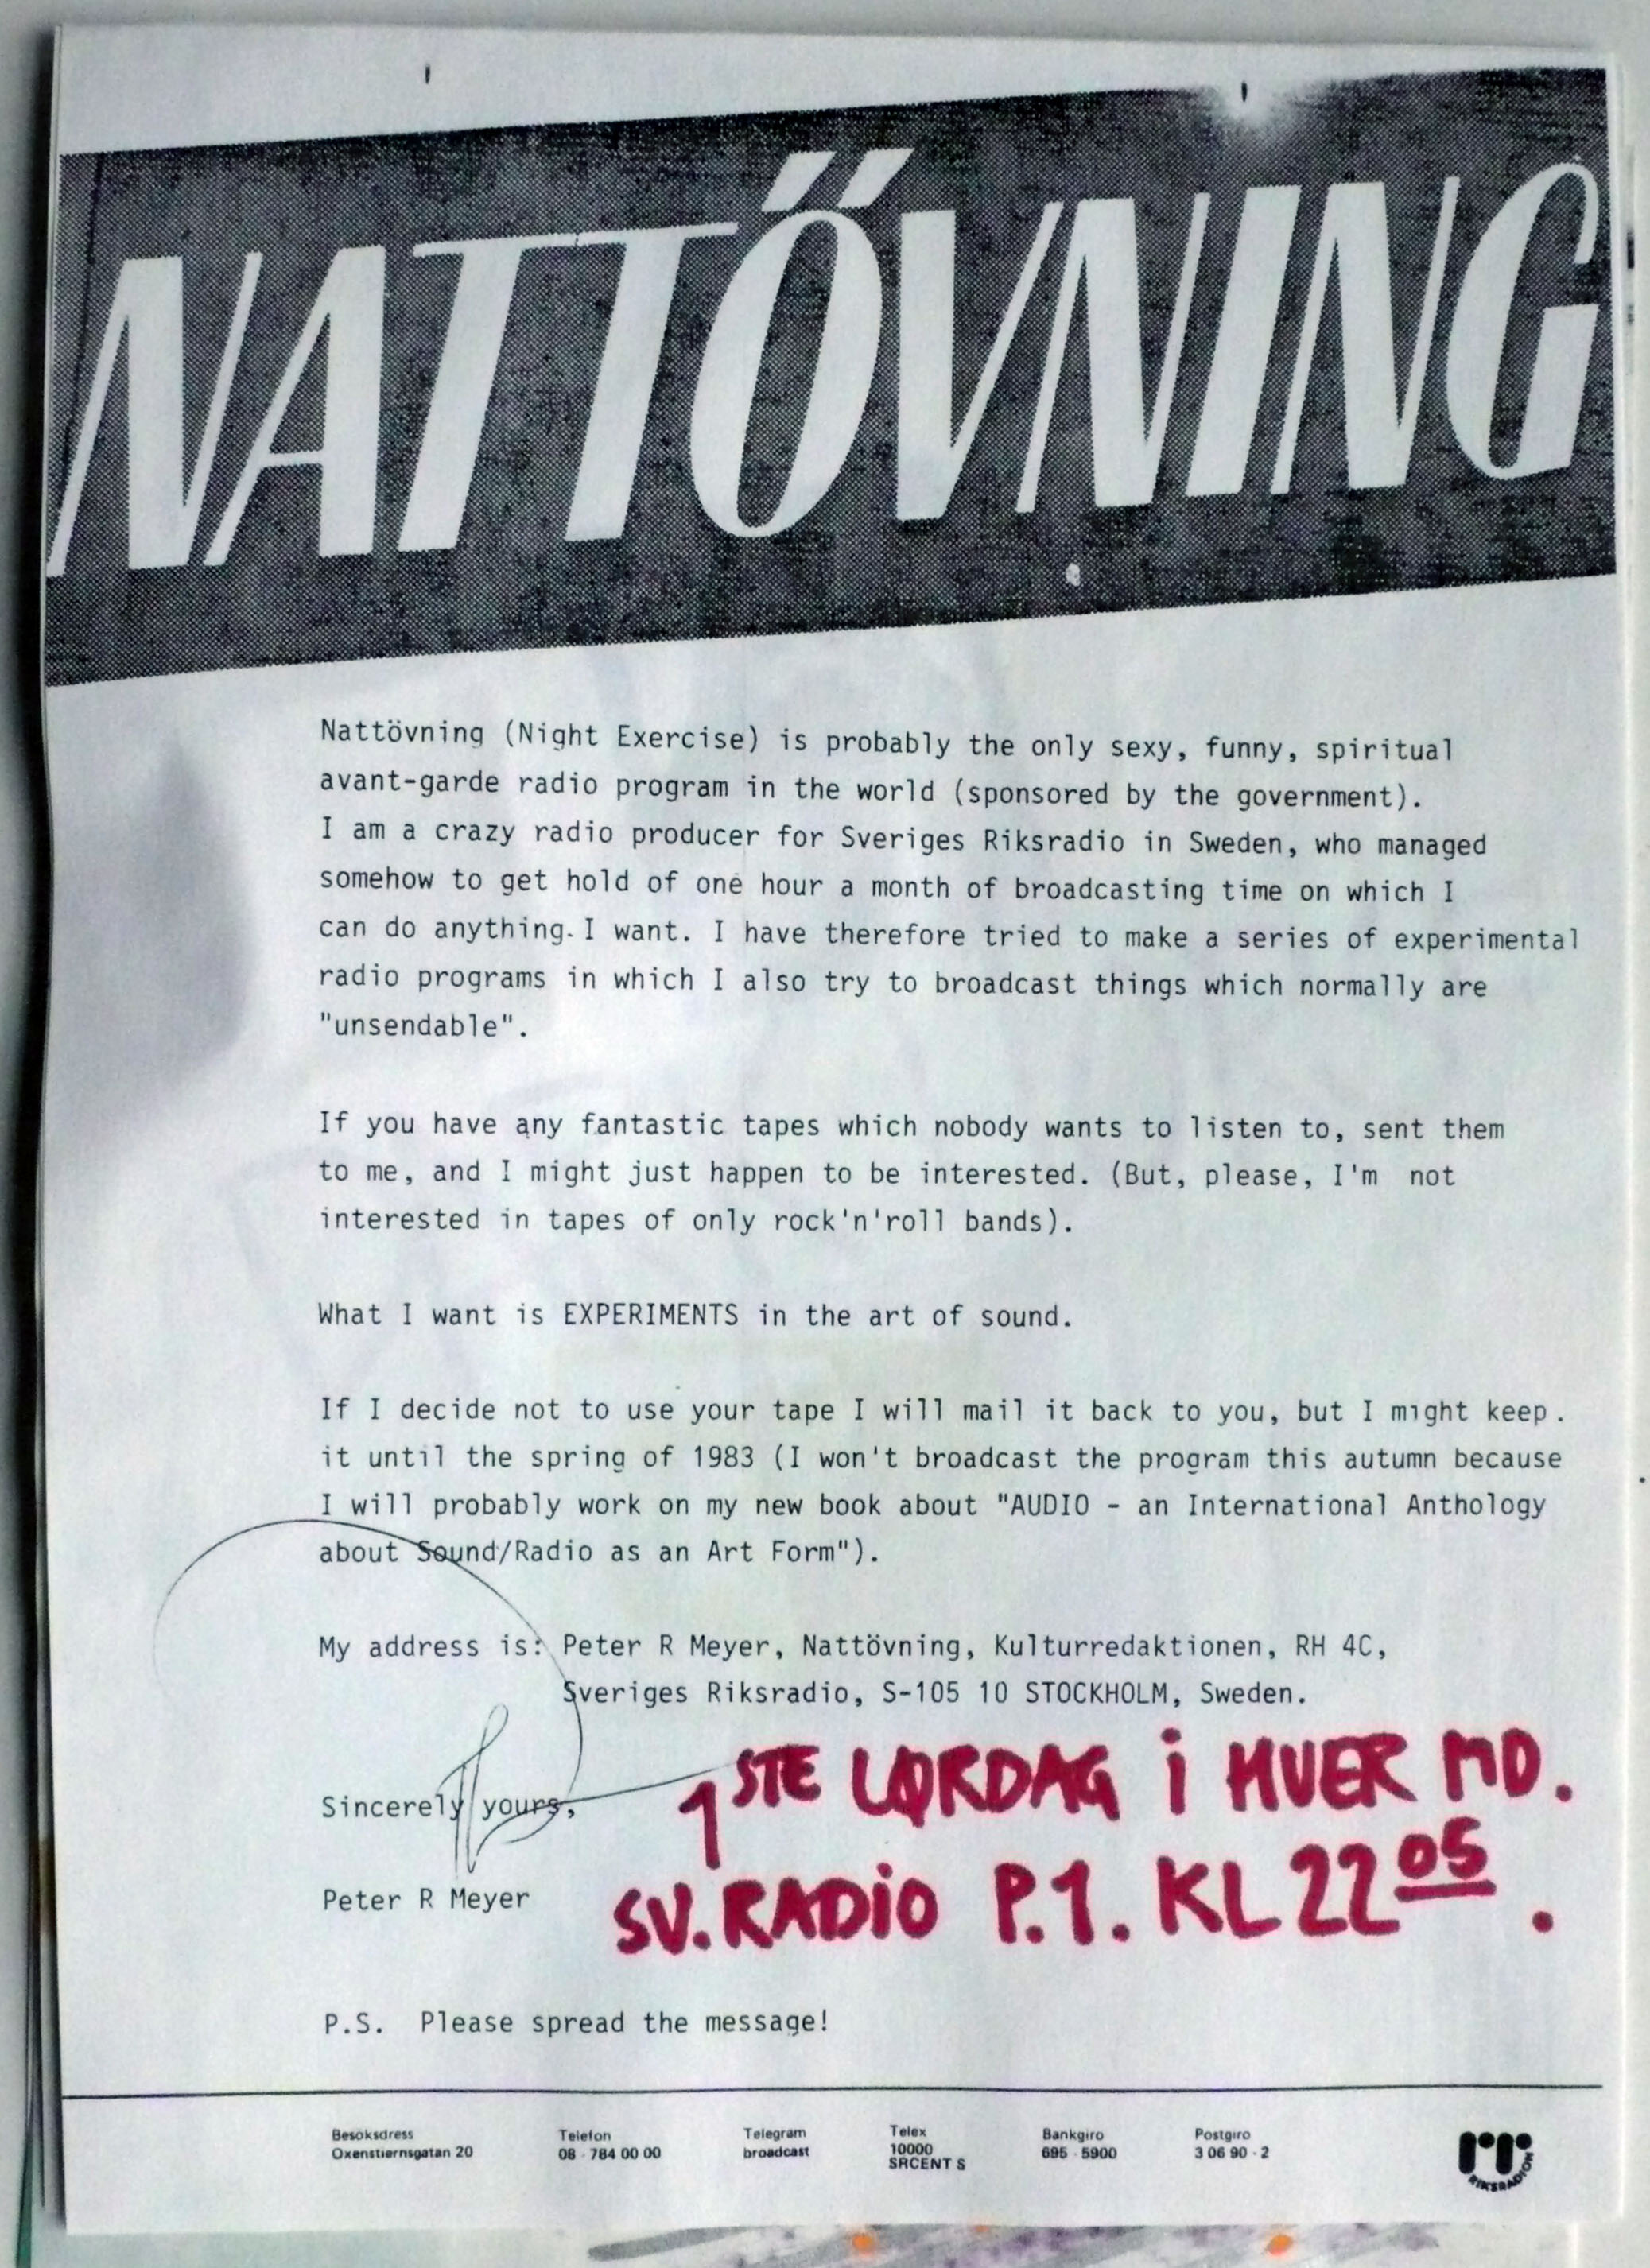 NATTÖVNING
Nattövning (Night Exercise) is probably the only sexy, funny, spiritual
avant-garde radio program in the world (sponsored by the government).
I am a crazy radio producer for Sveriges Riksradio in Sweden, who managed
somehow to get hold of one hour a month of broadcasting time on which I
can do anything I want. I have therefore tried to make a series of experimental
radio programs in which I also try to broadcast things which normally are
"unsendable".
If you have any fantastic tapes which nobody wants to listen to, sent them
to me, and I might just happen to be interested. (But, please, I'm not
interested in tapes of only rock'n'roll bands).
What I want is EXPERIMENTS in the art of sound.
If I decide not to use your tape I will mail it back to you, but I might keep.
it until the spring of 1983 (I won't broadcast the program this autumn because
I will probably work on my new book about "AUDIO - an International Anthology
about Sound/Radio as an Art Form").
My address is: Peter R Meyer, Nattövning, Kulturredaktionen, RH 4C,
Sveriges Riksradio, S-105 10 STOCKHOLM, Sweden.
1STE LØRDAG i HVER MD.
Sincerely yours,
SV. RADiO P.1. KL 22 05.
Peter R Meyer
P.S. Please spread the message!
Besöksdress Telefon Telegram Telex Bankgiro Postgiro
Oxenstiernsgatan 20 08 - 784 00 00 broadcast 10000 695 - 5900 3 06 90 - 2
SRCENT S
rr
RIKSRADION